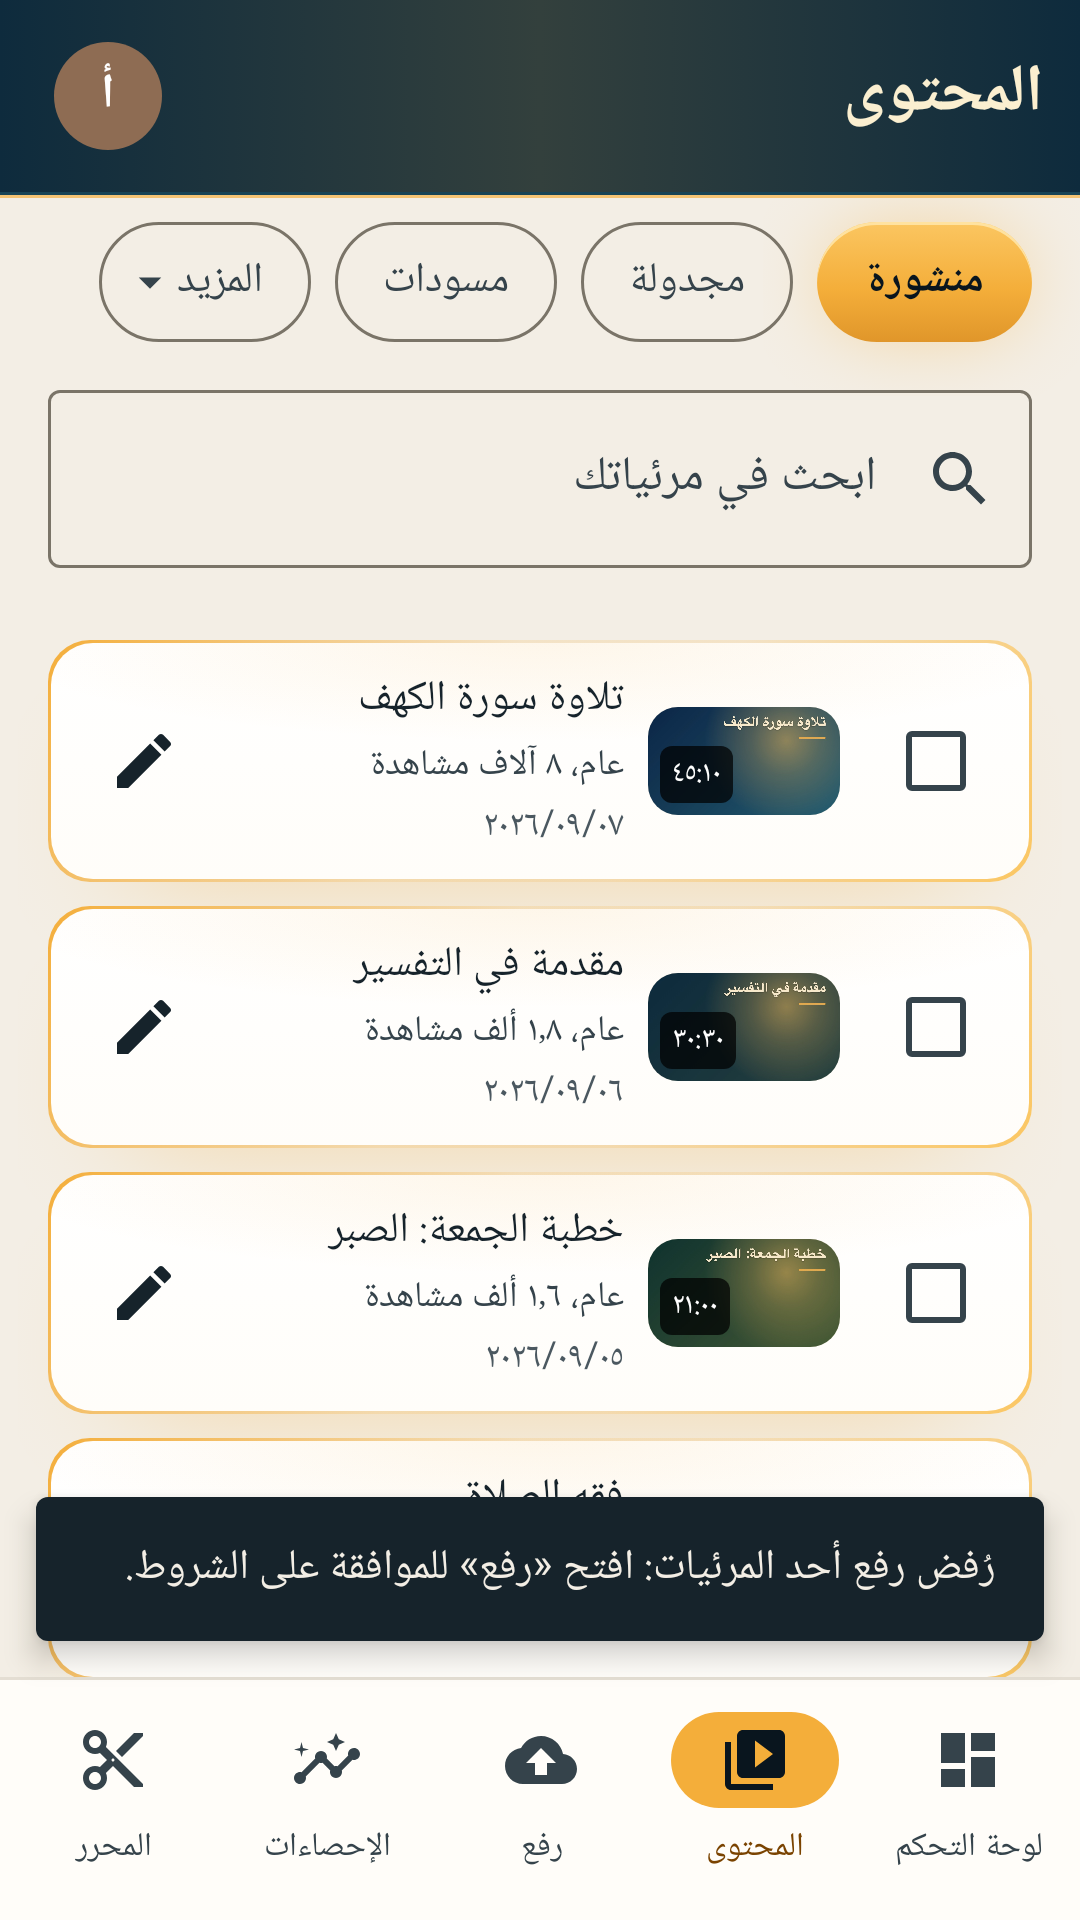 المحتوى
أ
منشورة
مجدولة
مسودات
المزيد
ابحث في مرئياتك
تلاوة سورة الكهف
٤٥:١٠
تلاوة سورة الكهف
عام، ٨ آلاف مشاهدة
٢٠٢٦/٠٩/٠٧
مقدمة في التفسير
٣٠:٣٠
مقدمة في التفسير
عام، ١,٨ ألف مشاهدة
٢٠٢٦/٠٩/٠٦
خطبة الجمعة: الصبر
٢١:٠٠
خطبة الجمعة: الصبر
عام، ١,٦ ألف مشاهدة
٢٠٢٦/٠٩/٠٥
فقه الصلاة
رُفض رفع أحد المرئيات: افتح «رفع» للموافقة على الشروط.
لوحة التحكم
المحتوى
رفع
الإحصاءات
المحرر